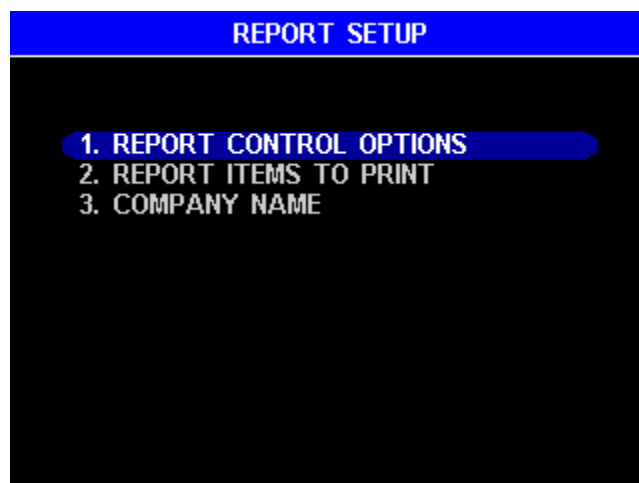 REPORT SETUP
1. REPORT CONTROL OPTIONS
2. REPORT ITEMS TO PRINT
3. COMPANY NAME